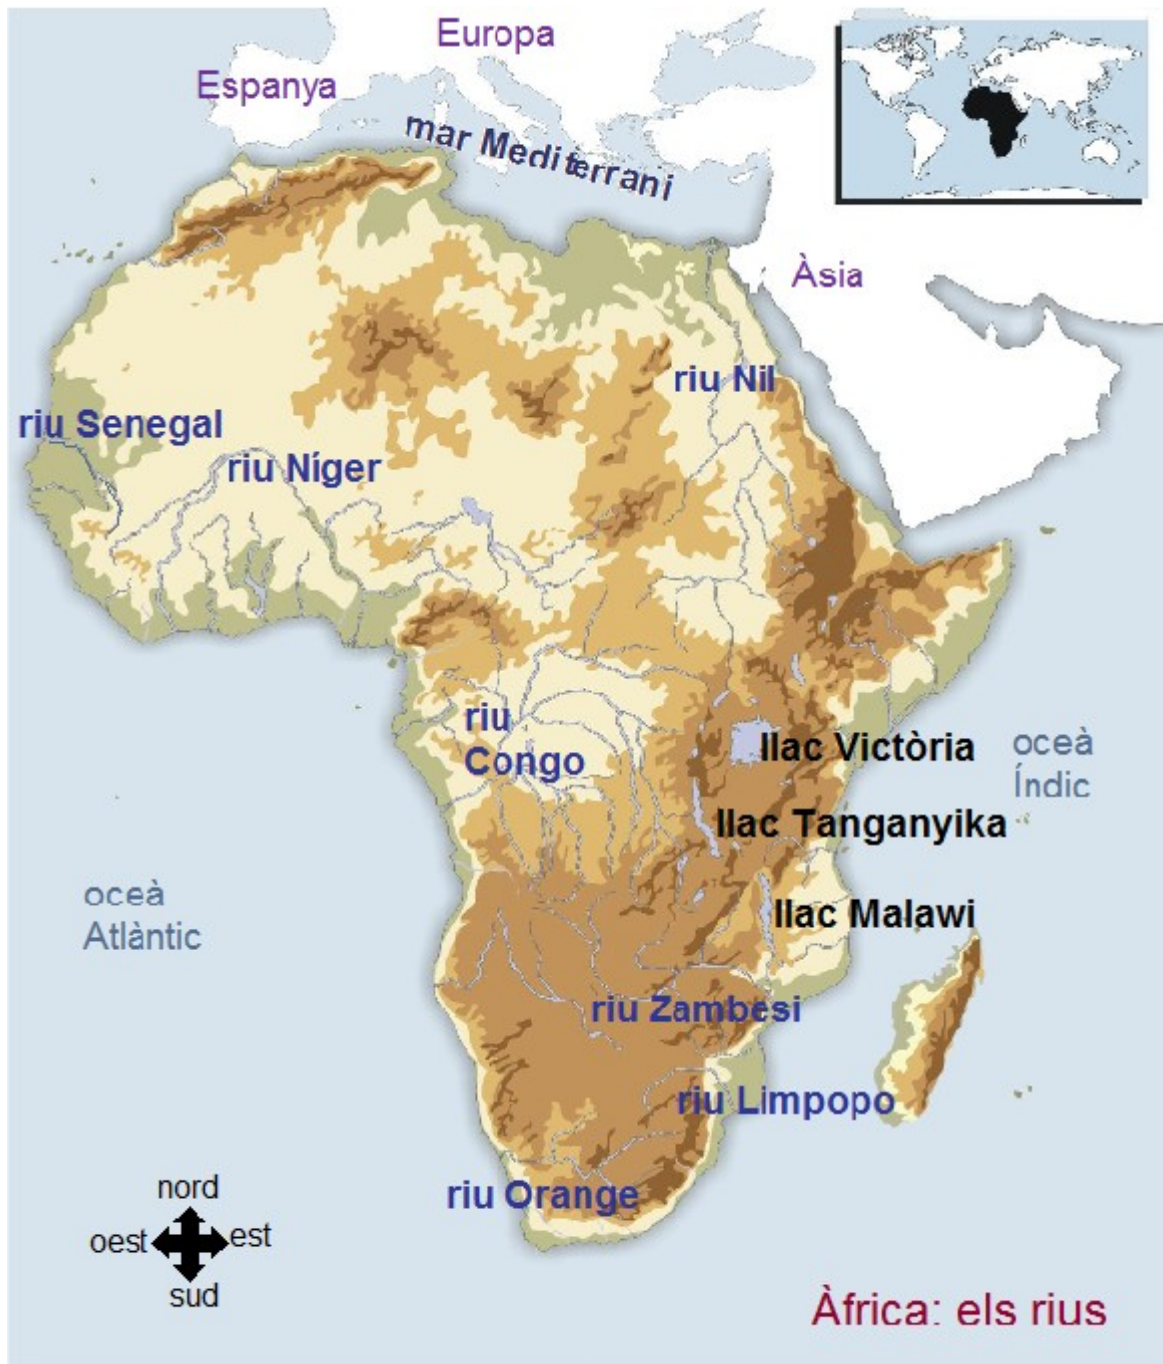 Europa
Espanya
mar Mediterrani
Àsia
riu Nil
riu Senegal
riu Níger
riu
Congo
llac Victòria
oceà
Índic
llac Tanganyika
oceà
Atlàntic
llac Malawi
riu Zambesi
riu Limpopo
riu Orange
nord
oest
est
sud
Àfrica: els rius